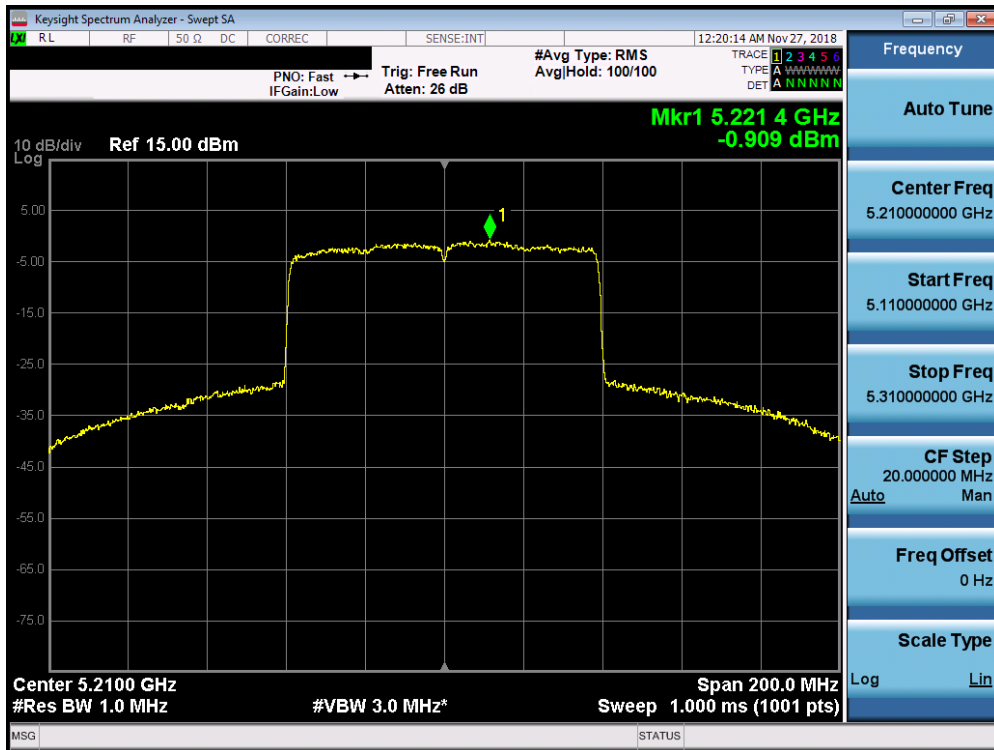 Keysight Spectrum Analyzer - Swept SA
LXI RL RF 50 Ω DC CORREC SENSE:INT 12:20:14 AM Nov 27, 2018
PNO: Fast
IFGain:Low
Trig: Free Run
Atten: 26 dB
#Avg Type: RMS
Avg|Hold: 100/100
TRACE 1 2 3 4 5 6
TYPE A WWWWW
DET A N N N N N
Mkr1 5.221 4 GHz
-0.909 dBm
10 dB/div Ref 15.00 dBm
Log
1
5.00
-5.00
-15.0
-25.0
-35.0
-45.0
-55.0
-65.0
-75.0
Center 5.2100 GHz Span 200.0 MHz
#Res BW 1.0 MHz #VBW 3.0 MHz* Sweep 1.000 ms (1001 pts)
MSG STATUS
Frequency
Auto Tune
Center Freq
5.210000000 GHz
Start Freq
5.110000000 GHz
Stop Freq
5.310000000 GHz
CF Step
20.000000 MHz
Auto Man
Freq Offset
0 Hz
Scale Type
Log Lin